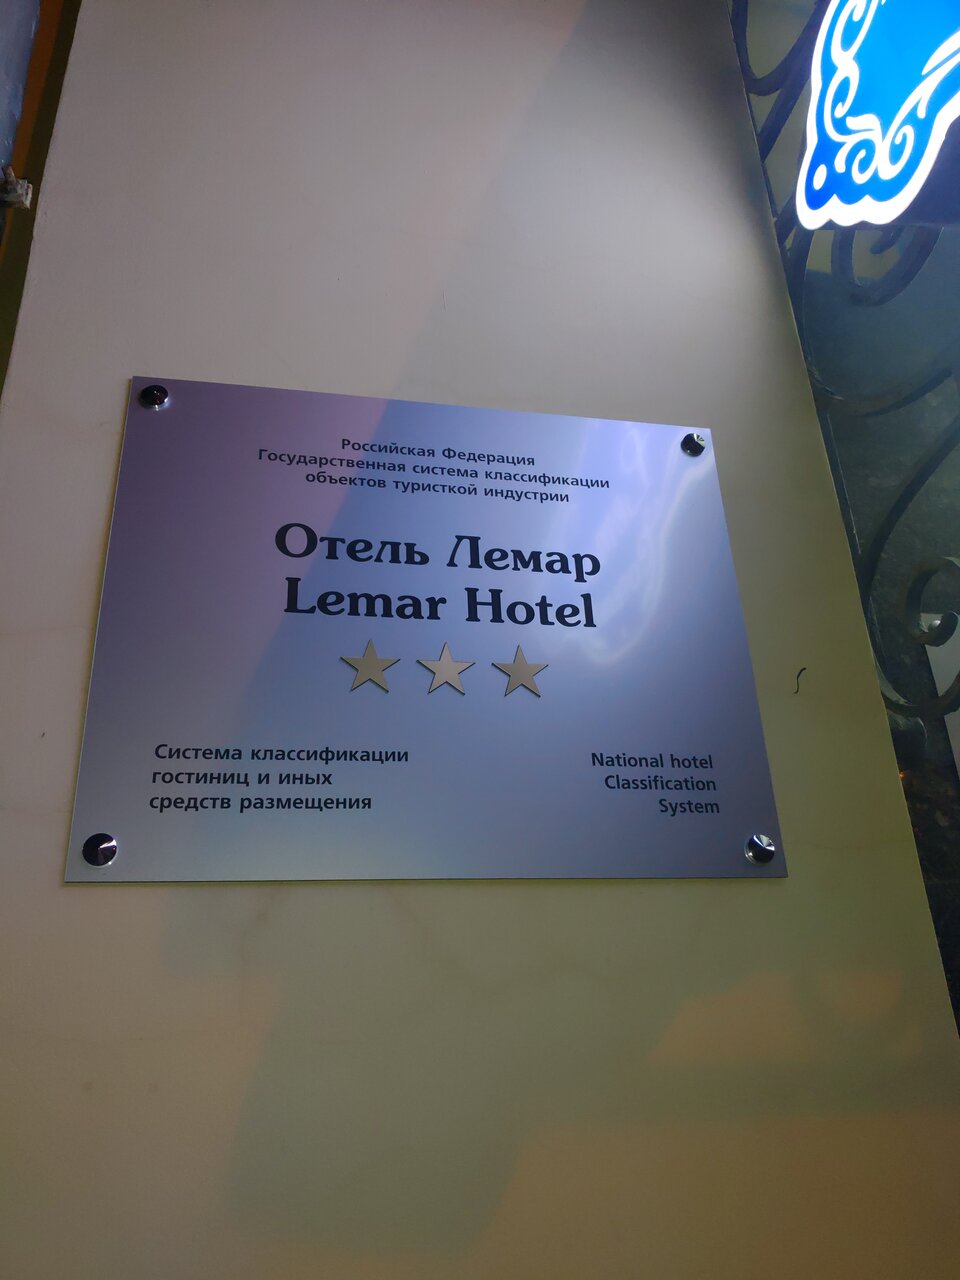 Российская Федерация
Государственная система классификации
объектов туристкой индустрии
Отель Лемар
Lemar Hotel
Система классификации
гостиниц и иных
средств размещения
National hotel
Classification
System